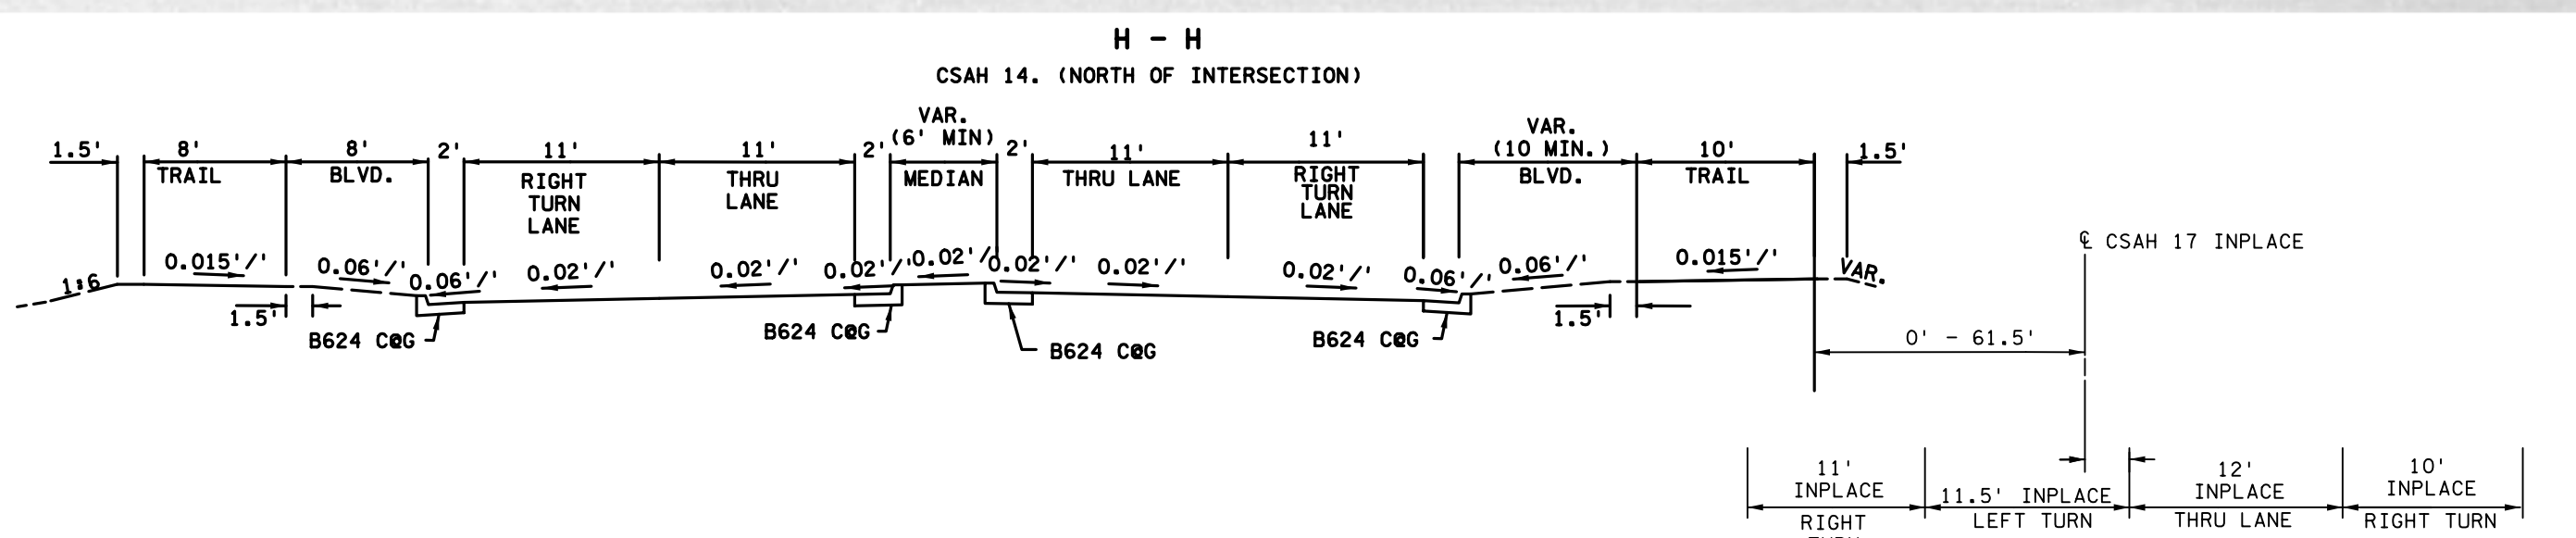 H - H
CSAH 14. (NORTH OF INTERSECTION)
1.5'
8'
TRAIL
8'
BLVD.
2'
11'
RIGHT
TURN
LANE
11'
THRU
LANE
2'
VAR.
(6' MIN)
MEDIAN
2'
11'
THRU LANE
11'
RIGHT
TURN
LANE
VAR.
(10 MIN.)
BLVD.
10'
TRAIL
1.5'
1:6
0.015'/'
0.06'/'
0.06'/'
0.02'/'
0.02'/'
0.02'/'
0.02'/'
0.02'/'
0.02'/'
0.02'/'
0.06'/'
0.06'/'
0.015'/'
VAR.
1.5'
B624 C@G
B624 C@G
B624 C@G
B624 C@G
1.5'
℄ CSAH 17 INPLACE
0' - 61.5'
11'
INPLACE
RIGHT
11.5' INPLACE
LEFT TURN
12'
INPLACE
THRU LANE
10'
INPLACE
RIGHT TURN